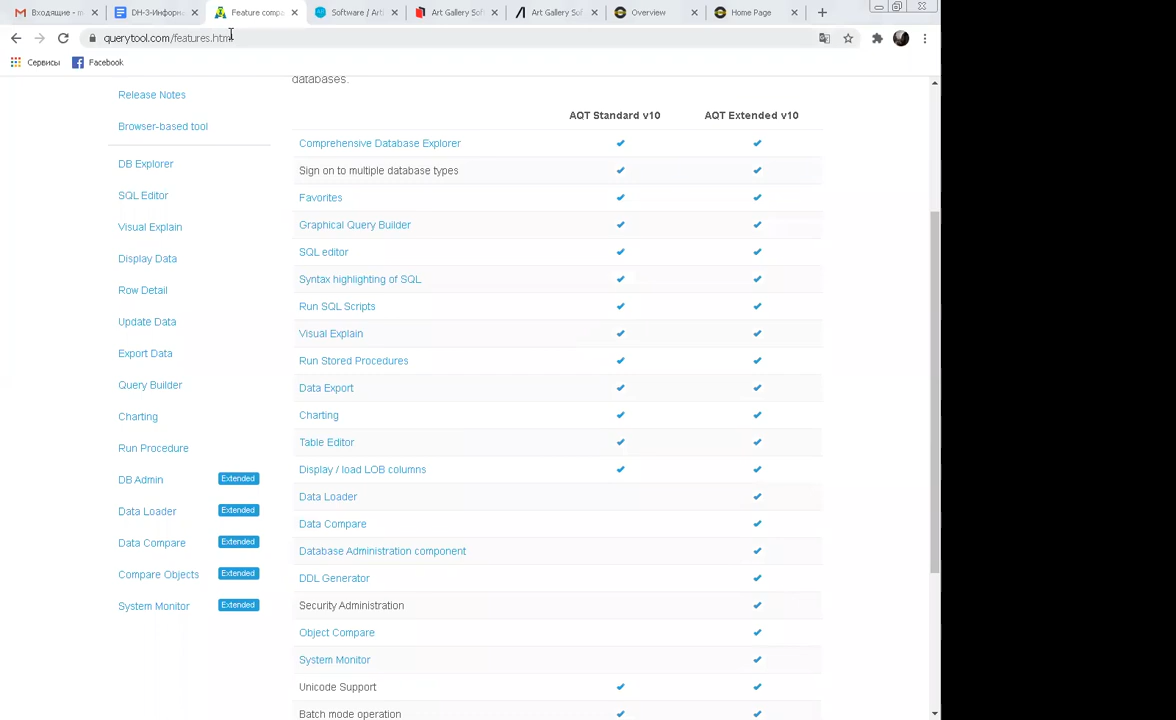 Входящие - m
DH-3-Информ
Feature compa
Software / Arti
Art Gallery Sof
Art Gallery Sof
Overview
Home Page
querytool.com/features.html
Сервисы
Facebook
databases.
Release Notes
Browser-based tool
DB Explorer
SQL Editor
Visual Explain
Display Data
Row Detail
Update Data
Export Data
Query Builder
Charting
Run Procedure
DB Admin Extended
Data Loader Extended
Data Compare Extended
Compare Objects Extended
System Monitor Extended
AQT Standard v10 AQT Extended v10
Comprehensive Database Explorer
Sign on to multiple database types
Favorites
Graphical Query Builder
SQL editor
Syntax highlighting of SQL
Run SQL Scripts
Visual Explain
Run Stored Procedures
Data Export
Charting
Table Editor
Display / load LOB columns
Data Loader
Data Compare
Database Administration component
DDL Generator
Security Administration
Object Compare
System Monitor
Unicode Support
Batch mode operation